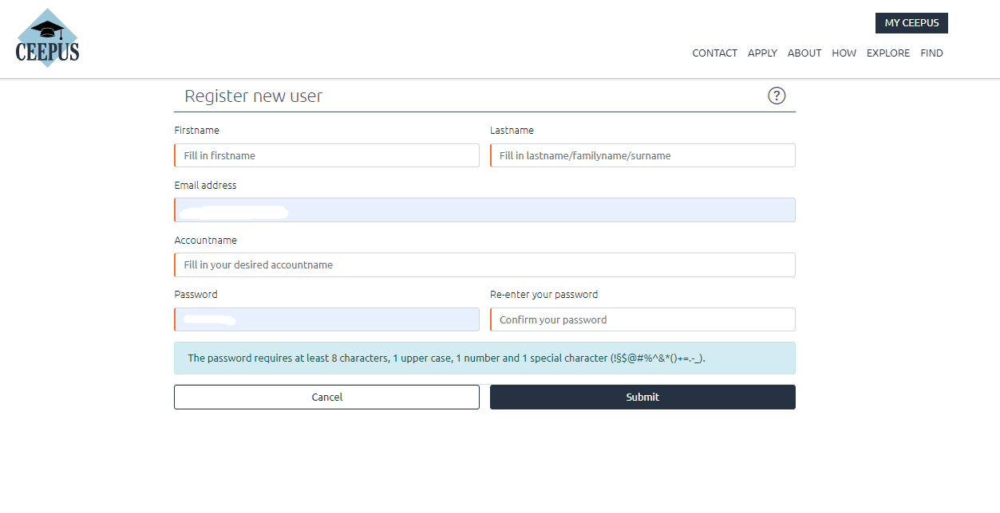 CEEPUS
MY CEEPUS
CONTACT APPLY ABOUT HOW EXPLORE FIND
Register new user ?
Firstname Lastname
Fill in firstname Fill in lastname/familyname/surname
Email address
Accountname
Fill in your desired accountname
Password Re-enter your password
Confirm your password
The password requires at least 8 characters, 1 upper case, 1 number and 1 special character (!§$@#%^&*()+=.-_).
Cancel Submit